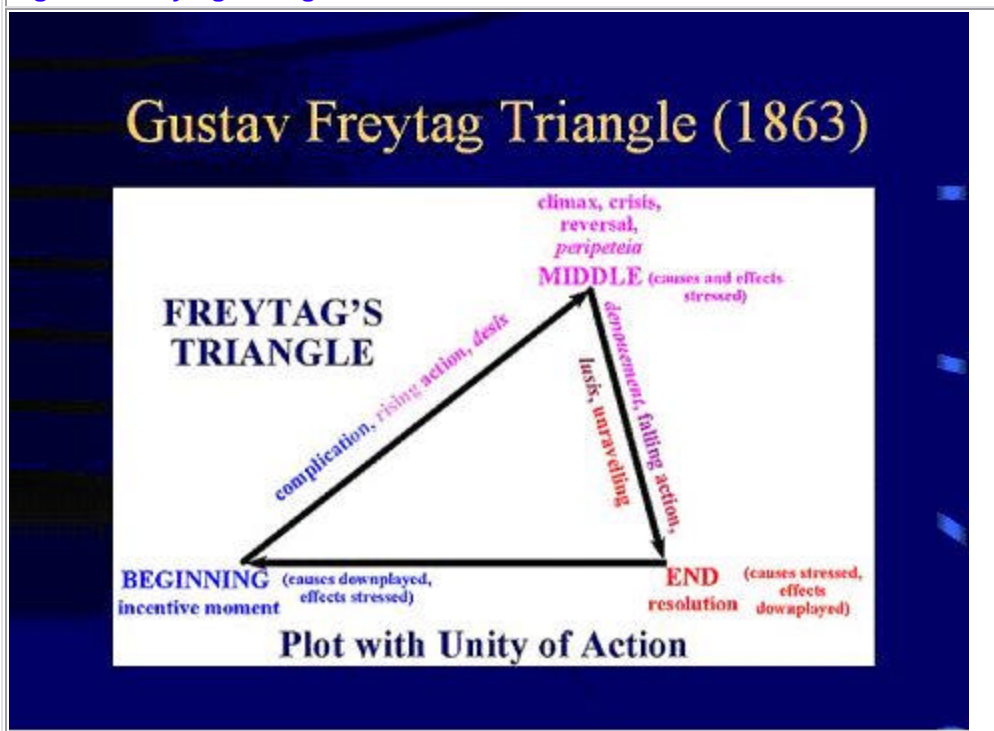 Gustav Freytag Triangle (1863)
climax, crisis,
reversal,
peripeteia
MIDDLE (causes and effects
stressed)
FREYTAG'S
TRIANGLE
complication, rising action, desis
denouement, falling action,
lusis, unravelling
BEGINNING (causes downplayed,
effects stressed)
incentive moment
END (causes stressed,
effects
downplayed)
resolution
Plot with Unity of Action